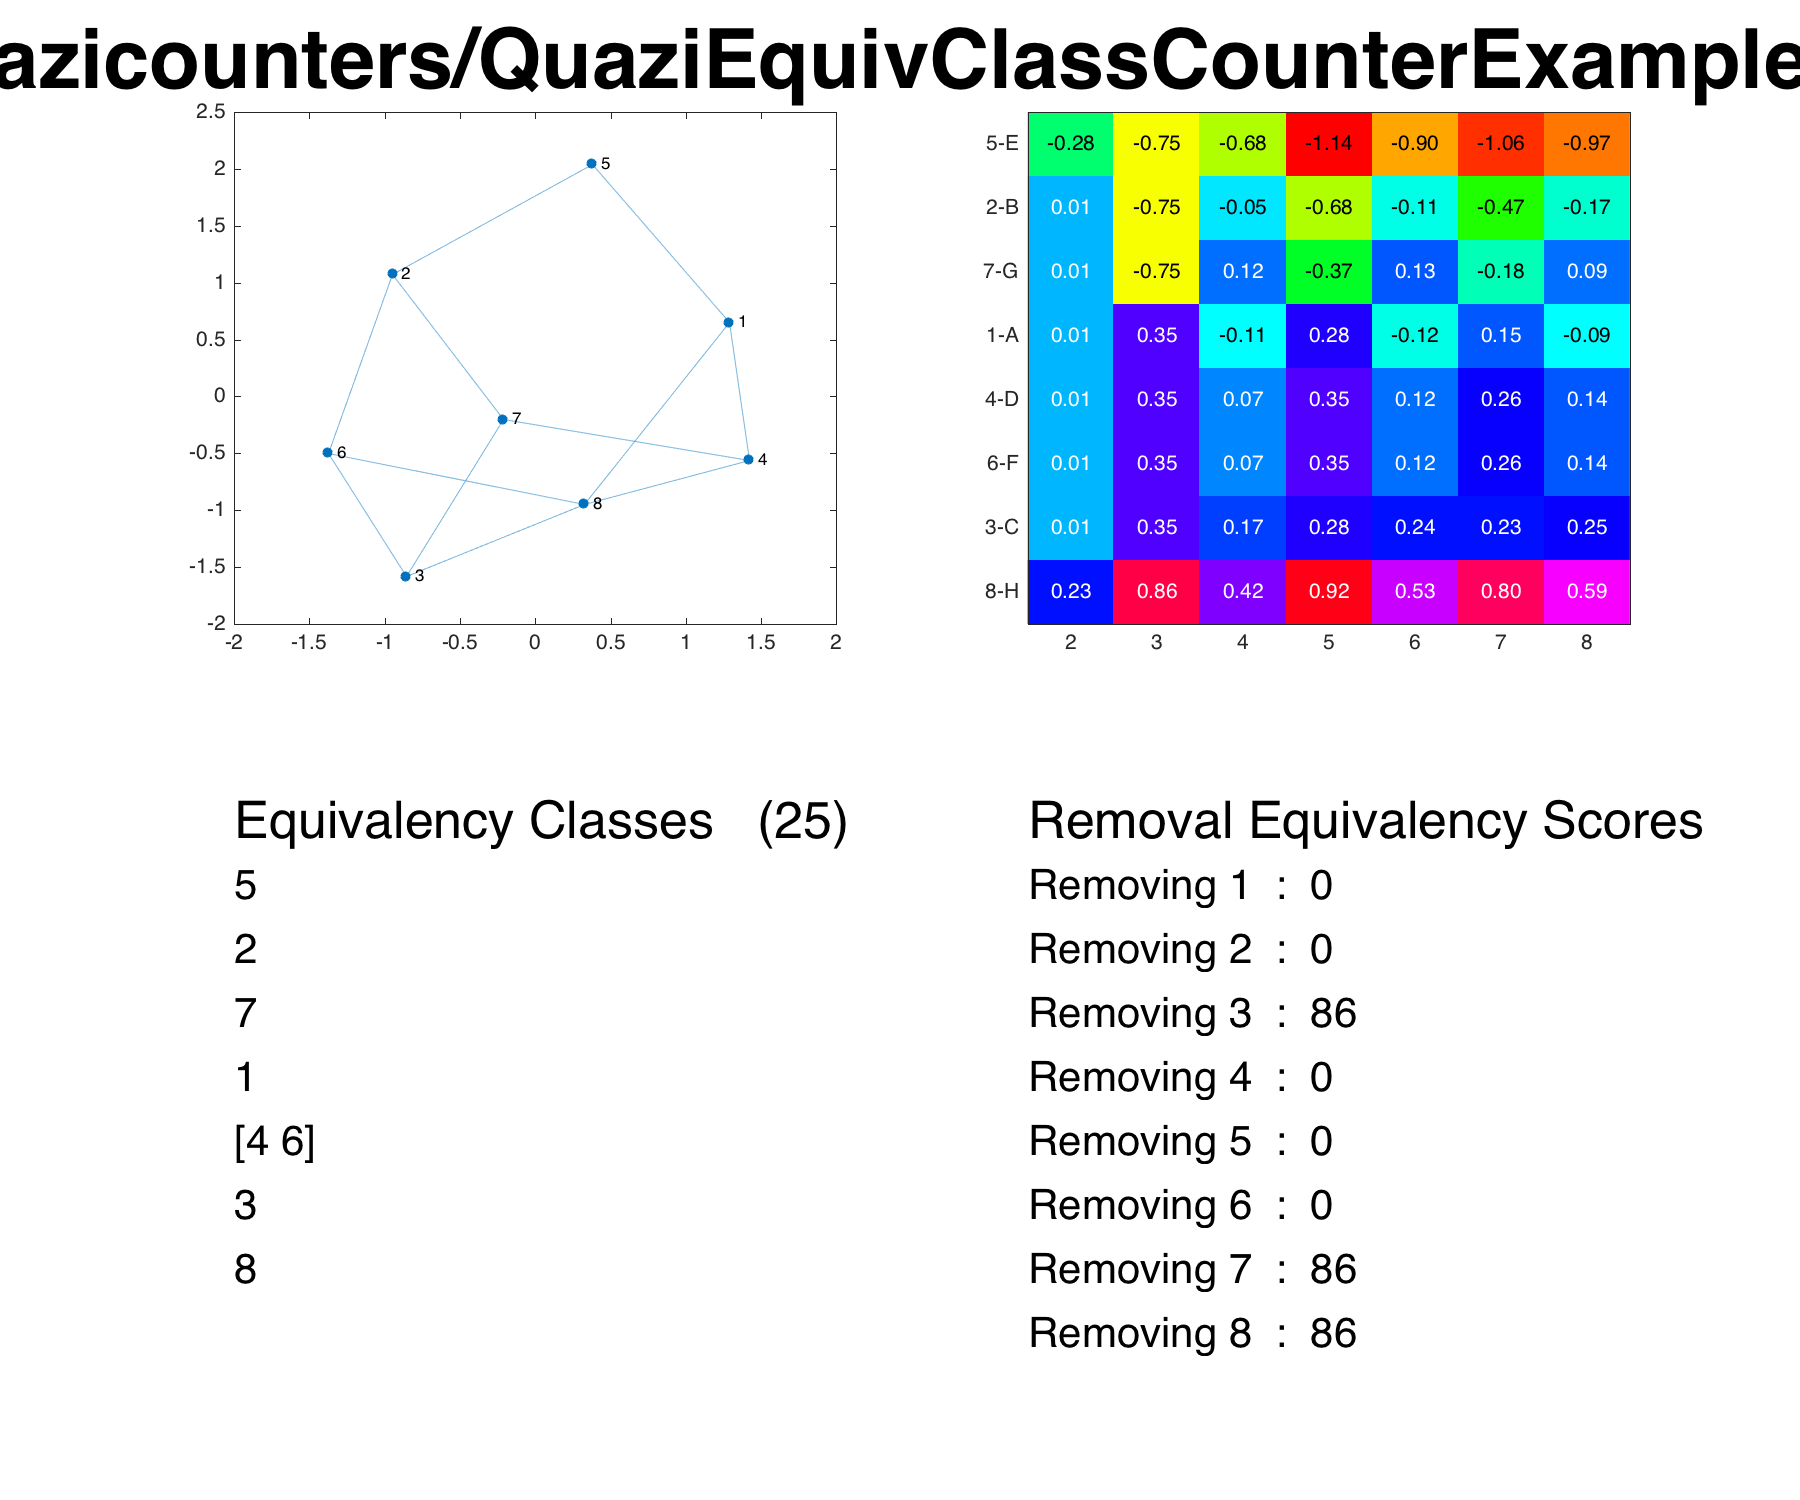 azicounters/QuaziEquivClassCounterExample
2.5
2
1.5
1
0.5
0
-0.5
-1
-1.5
-2
-2 -1.5 -1 -0.5 0 0.5 1 1.5 2
5
2
1
7
6
4
8
3
5-E -0.28 -0.75 -0.68 -1.14 -0.90 -1.06 -0.97
2-B 0.01 -0.75 -0.05 -0.68 -0.11 -0.47 -0.17
7-G 0.01 -0.75 0.12 -0.37 0.13 -0.18 0.09
1-A 0.01 0.35 -0.11 0.28 -0.12 0.15 -0.09
4-D 0.01 0.35 0.07 0.35 0.12 0.26 0.14
6-F 0.01 0.35 0.07 0.35 0.12 0.26 0.14
3-C 0.01 0.35 0.17 0.28 0.24 0.23 0.25
8-H 0.23 0.86 0.42 0.92 0.53 0.80 0.59
2 3 4 5 6 7 8
Equivalency Classes (25)
5
2
7
1
[4 6]
3
8
Removal Equivalency Scores
Removing 1 : 0
Removing 2 : 0
Removing 3 : 86
Removing 4 : 0
Removing 5 : 0
Removing 6 : 0
Removing 7 : 86
Removing 8 : 86